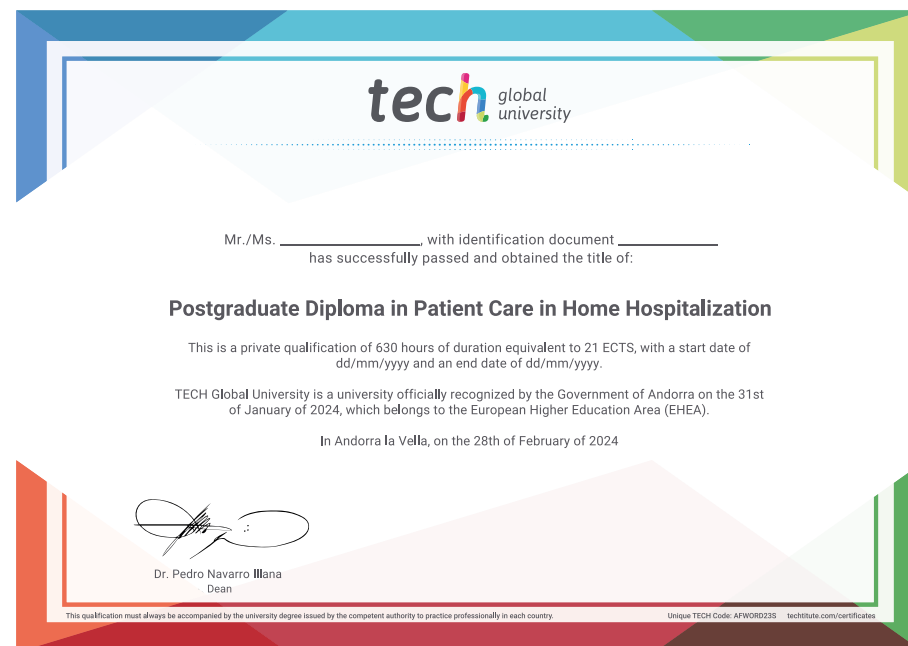 tech global university
Mr./Ms. ____________________, with identification document ______________
has successfully passed and obtained the title of:
Postgraduate Diploma in Patient Care in Home Hospitalization
This is a private qualification of 630 hours of duration equivalent to 21 ECTS, with a start date of
dd/mm/yyyy and an end date of dd/mm/yyyy.
TECH Global University is a university officially recognized by the Government of Andorra on the 31st
of January of 2024, which belongs to the European Higher Education Area (EHEA).
In Andorra la Vella, on the 28th of February of 2024
Dr. Pedro Navarro Illana
Dean
This qualification must always be accompanied by the university degree issued by the competent authority to practice professionally in each country.
Unique TECH Code: AFWORD23S techtitute.com/certificates